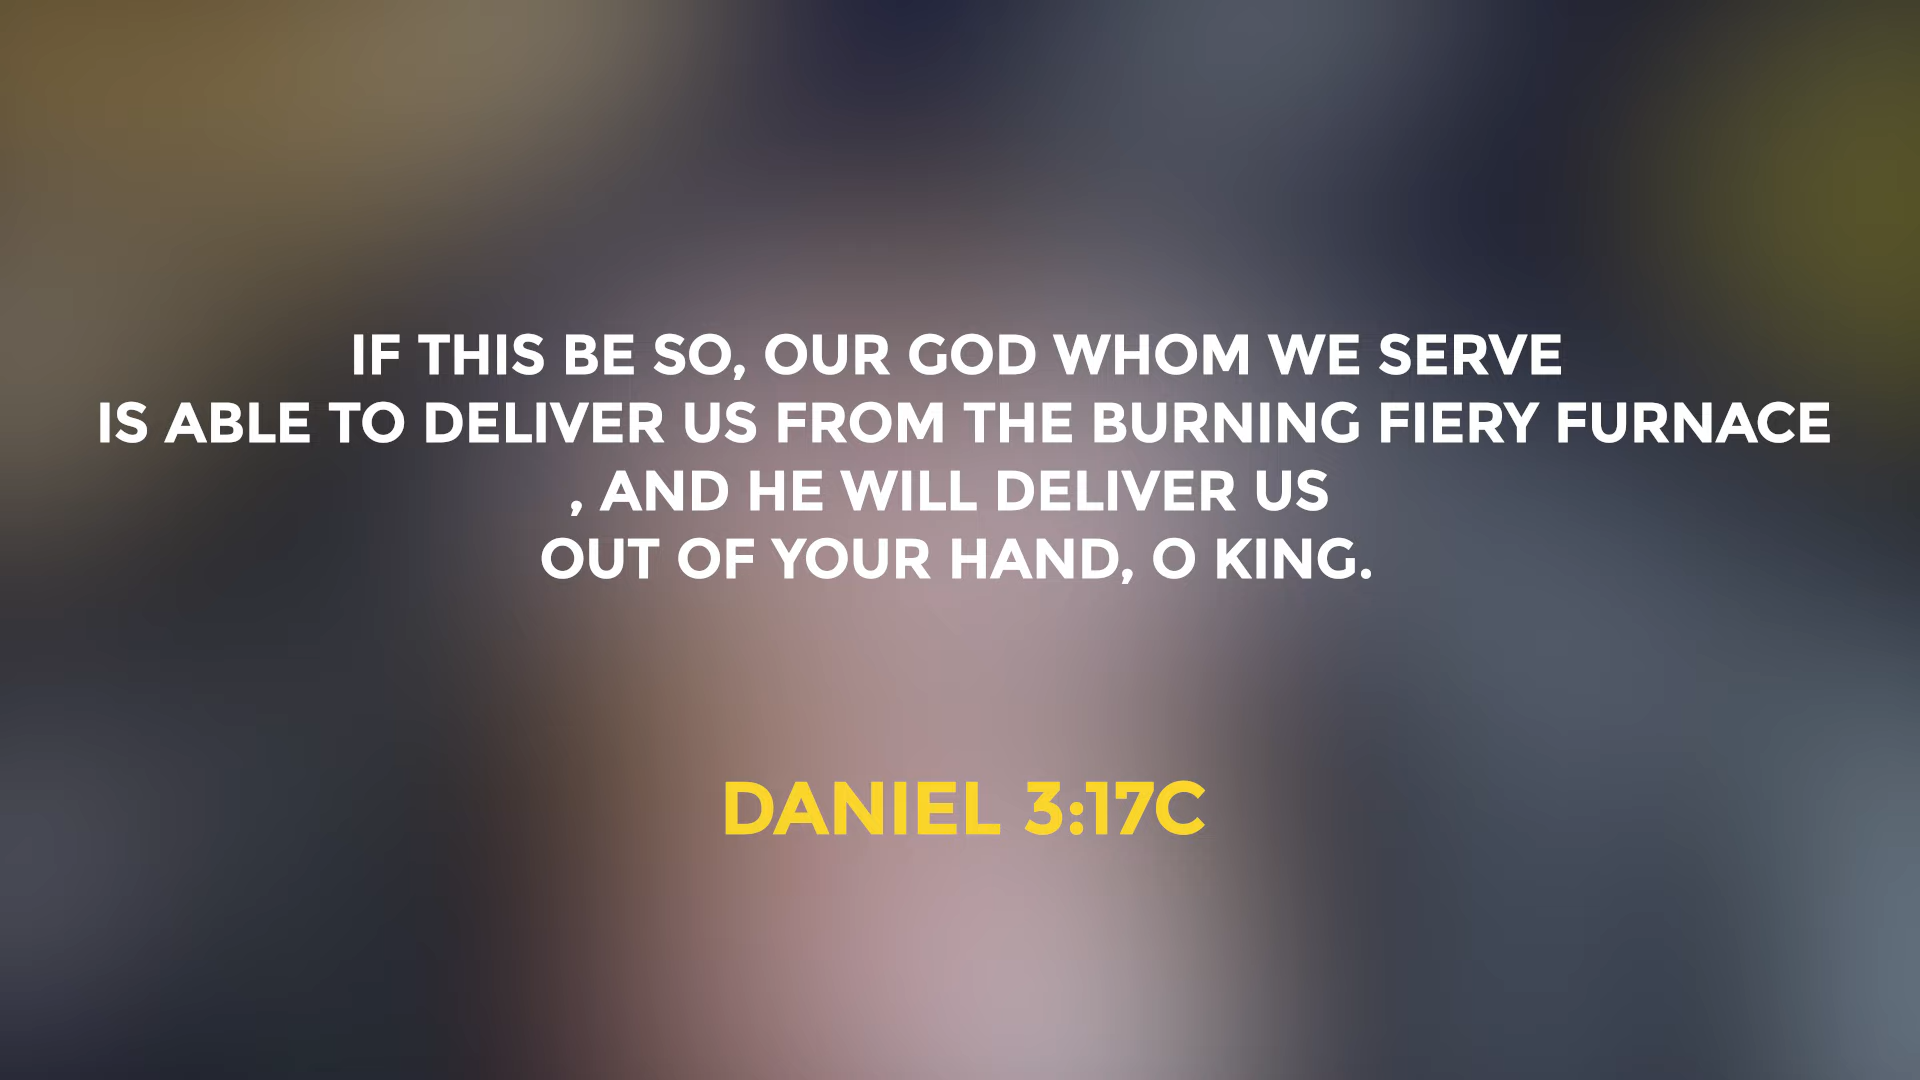 IF THIS BE SO, OUR GOD WHOM WE SERVE
IS ABLE TO DELIVER US FROM THE BURNING FIERY FURNACE
, AND HE WILL DELIVER US
OUT OF YOUR HAND, O KING.
DANIEL 3:17C